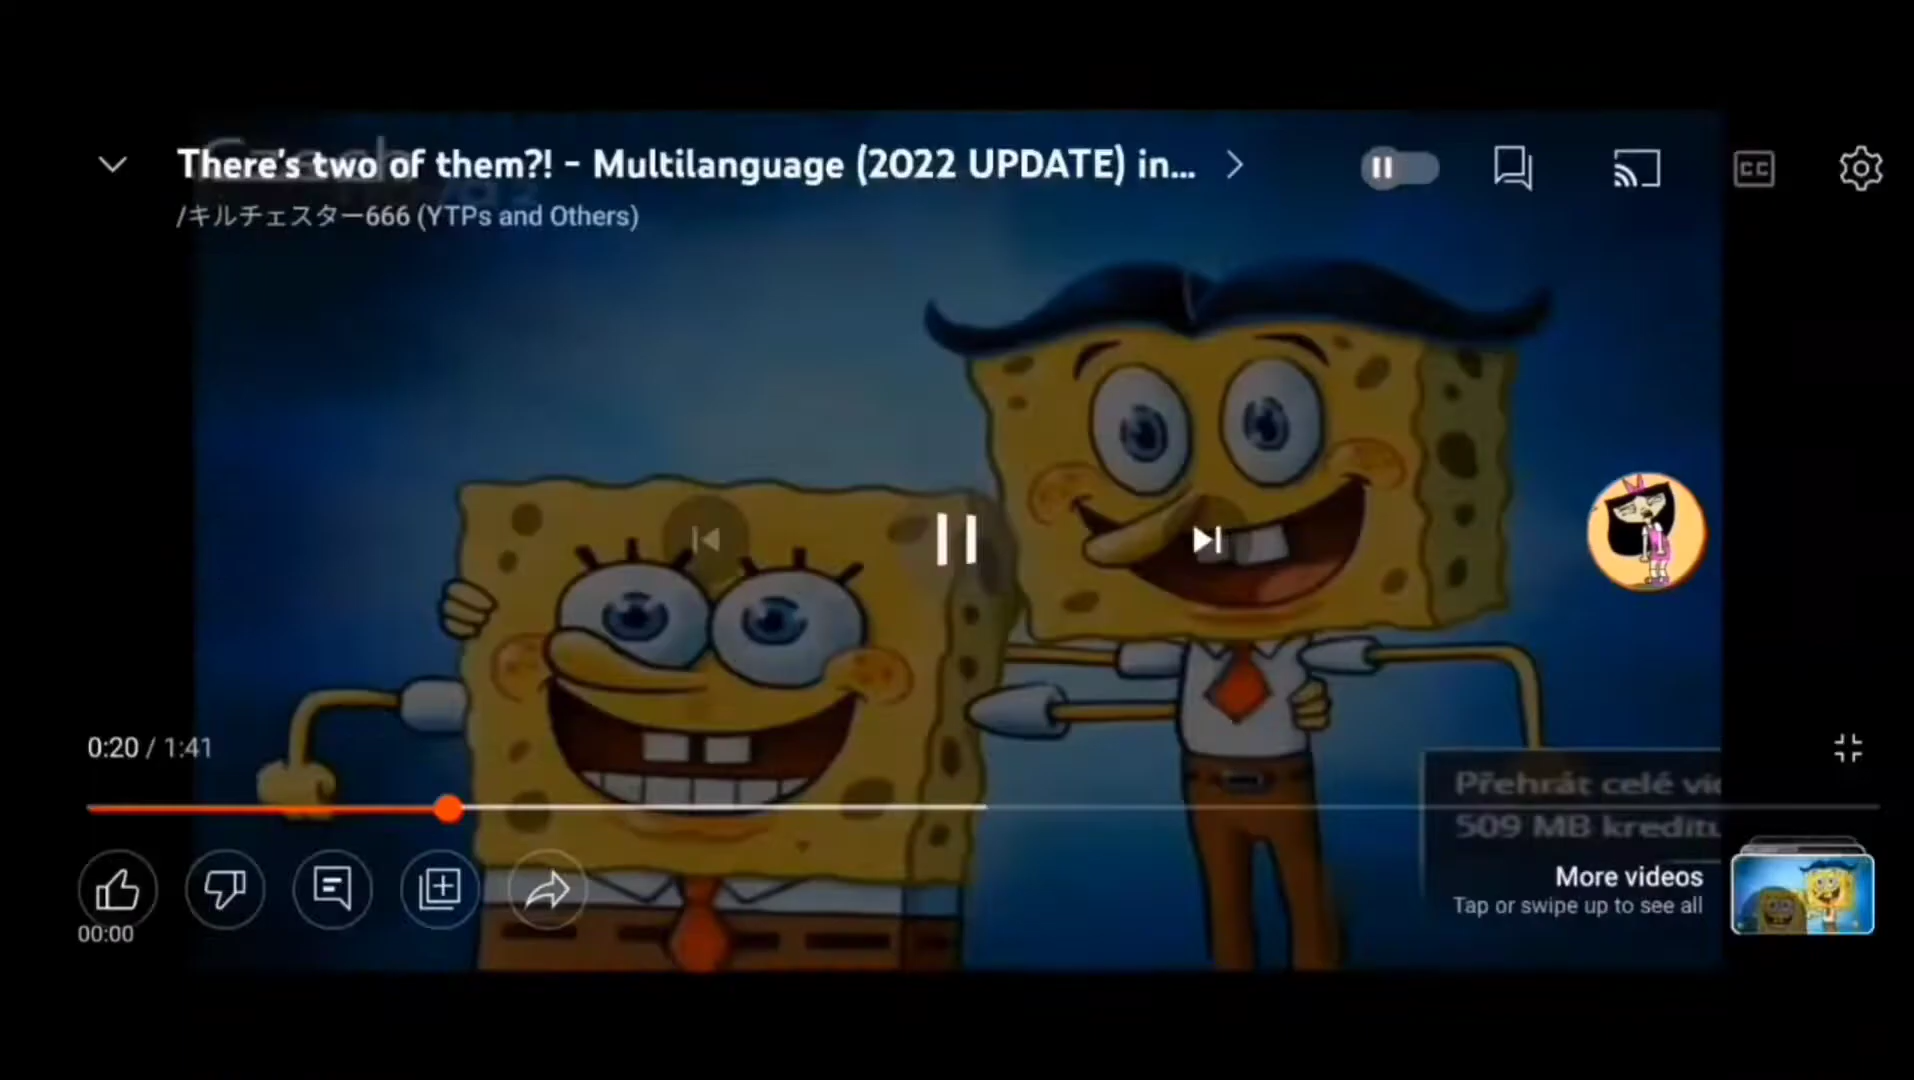 There's two of them?! - Multilanguage (2022 UPDATE) in...
/キルチェスター666 (YTPs and Others)
Czech
CC
0:20 / 1:41
Přehrát celé
509 MB kreditu
More videos
Tap or swipe up to see all
00:00